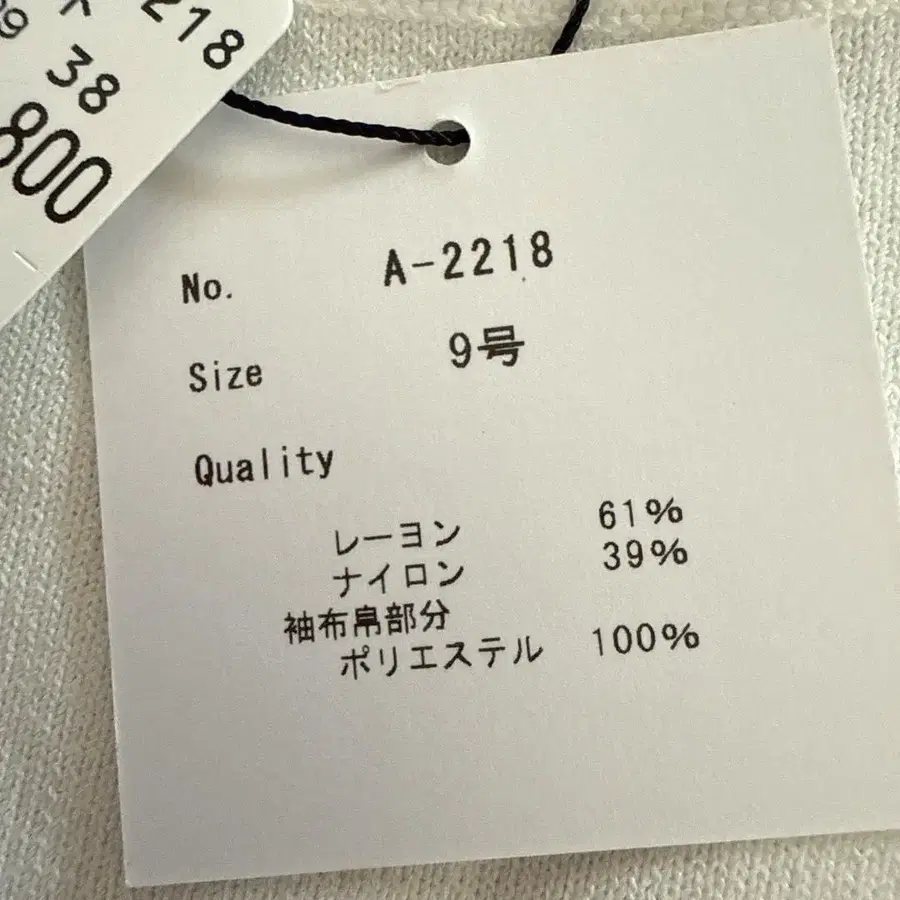 218
38
800
No. A-2218
Size 9号
Quality
レーヨン 61%
ナイロン 39%
袖布帛部分
ポリエステル 100%